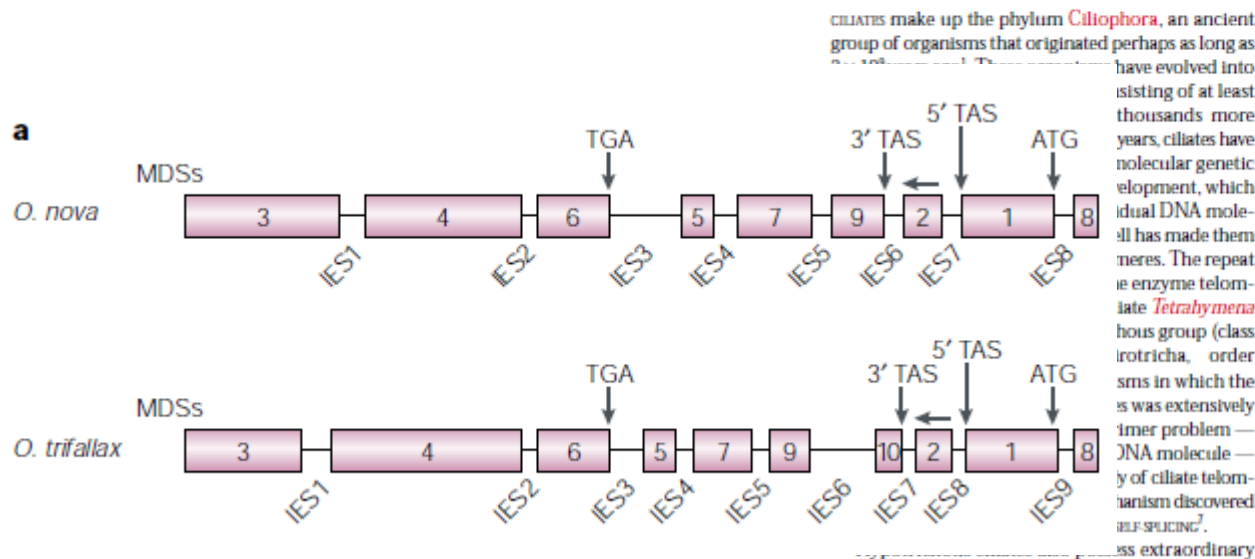 CILIATES make up the phylum Ciliophora, an ancient
group of organisms that originated perhaps as long as
have evolved into
sisting of at least
thousands more
years, ciliates have
nolecular genetic
velopment, which
idual DNA mole-
ell has made them
meres. The repeat
e enzyme telom-
iate Tetrahymena
hous group (class
irotricha, order
sms in which the
es was extensively
rimer problem —
DNA molecule —
y of ciliate telom-
hanism discovered
SELF-SPLICING7.
ss extraordinary
a
TGA
3′ TAS
5′ TAS
ATG
MDSs
O. nova
3 4 6 5 7 9 2 1 8
IES1 IES2 IES3 IES4 IES5 IES6 IES7 IES8
TGA
3′ TAS
5′ TAS
ATG
MDSs
O. trifallax
3 4 6 5 7 9 10 2 1 8
IES1 IES2 IES3 IES4 IES5 IES6 IES7 IES8 IES9